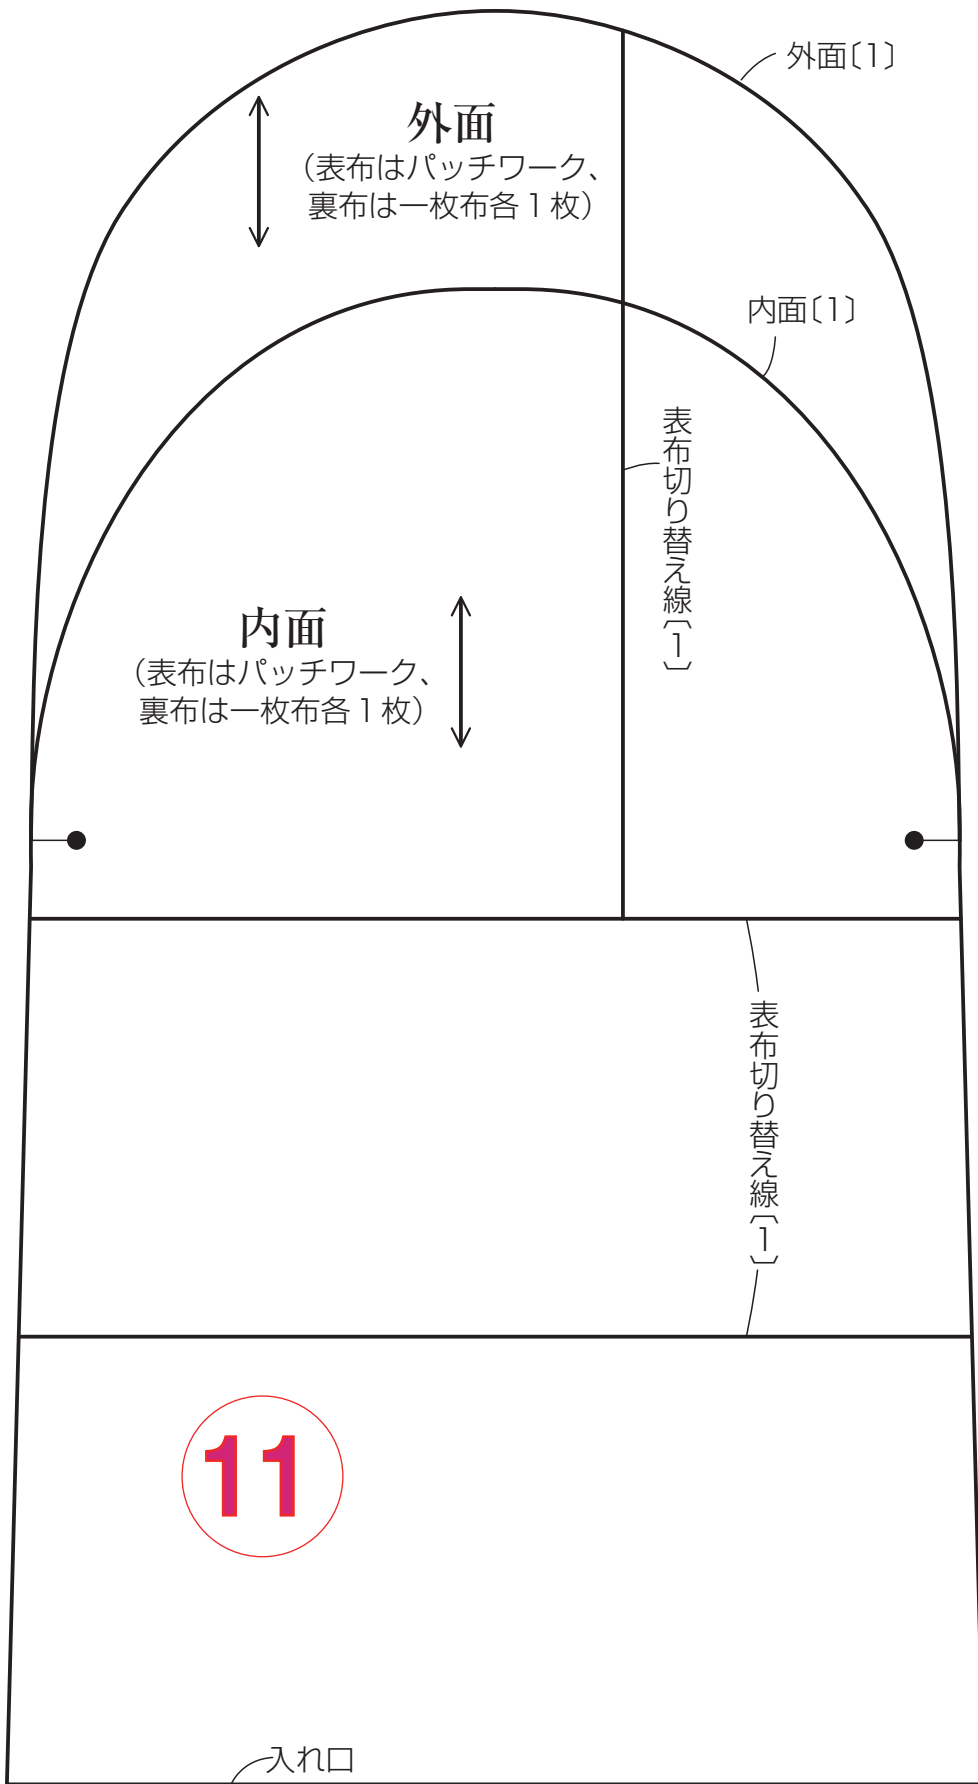 外面〔1〕
外面
（表布はパッチワーク、
裏布は一枚布各1枚）
内面〔1〕
表布切り替え線〔1〕
内面
（表布はパッチワーク、
裏布は一枚布各1枚）
表布切り替え線〔1〕
11
入れ口